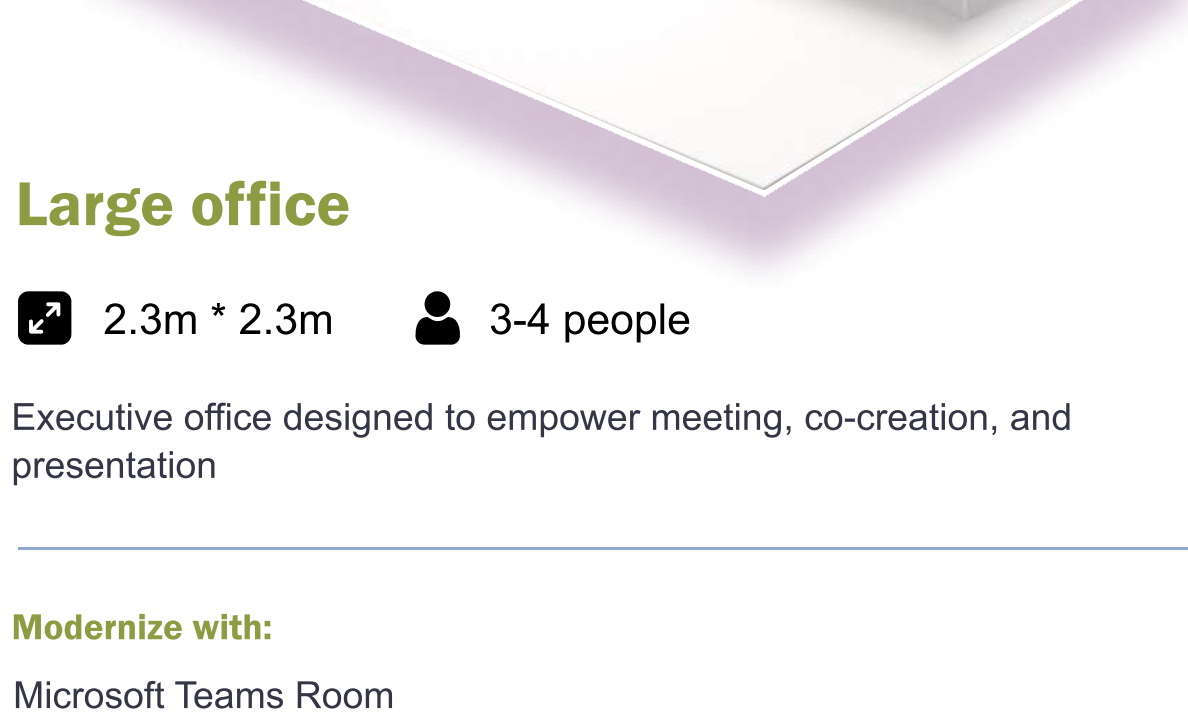 Large office
2.3m * 2.3m 3-4 people
Executive office designed to empower meeting, co-creation, and
presentation
Modernize with:
Microsoft Teams Room